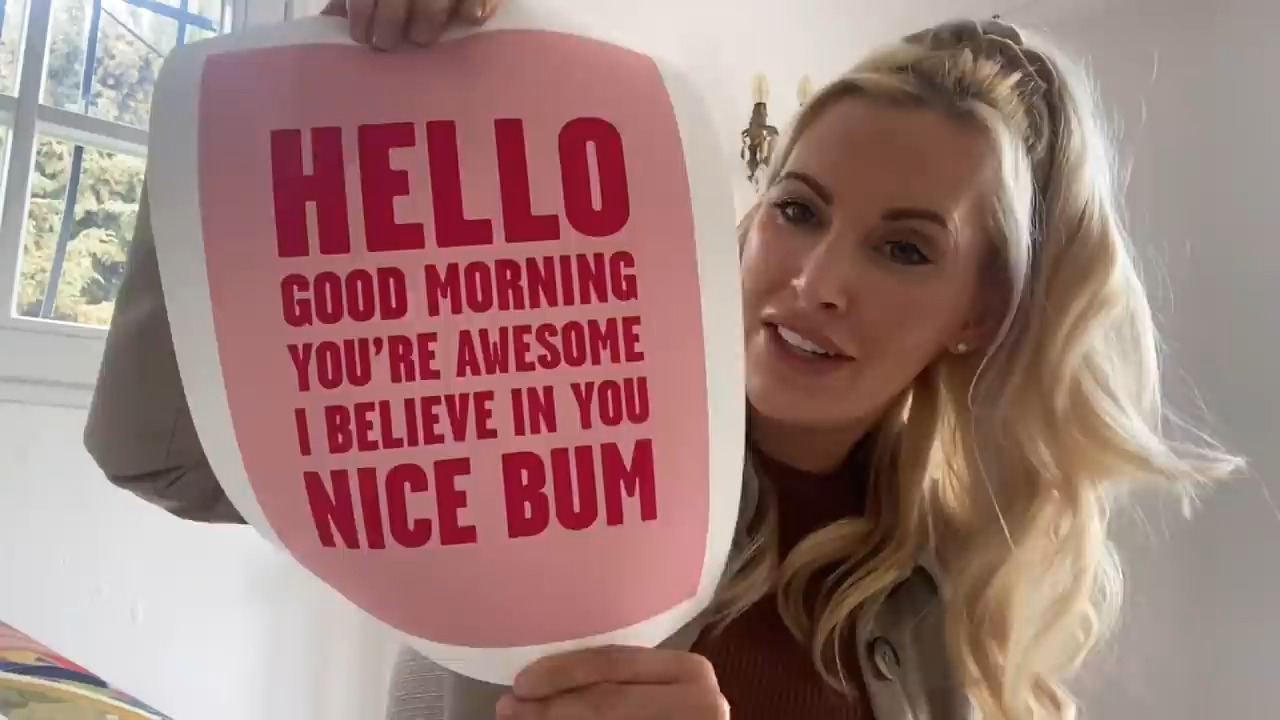 HELLO
GOOD MORNING
YOU'RE AWESOME
I BELIEVE IN YOU
NICE BUM